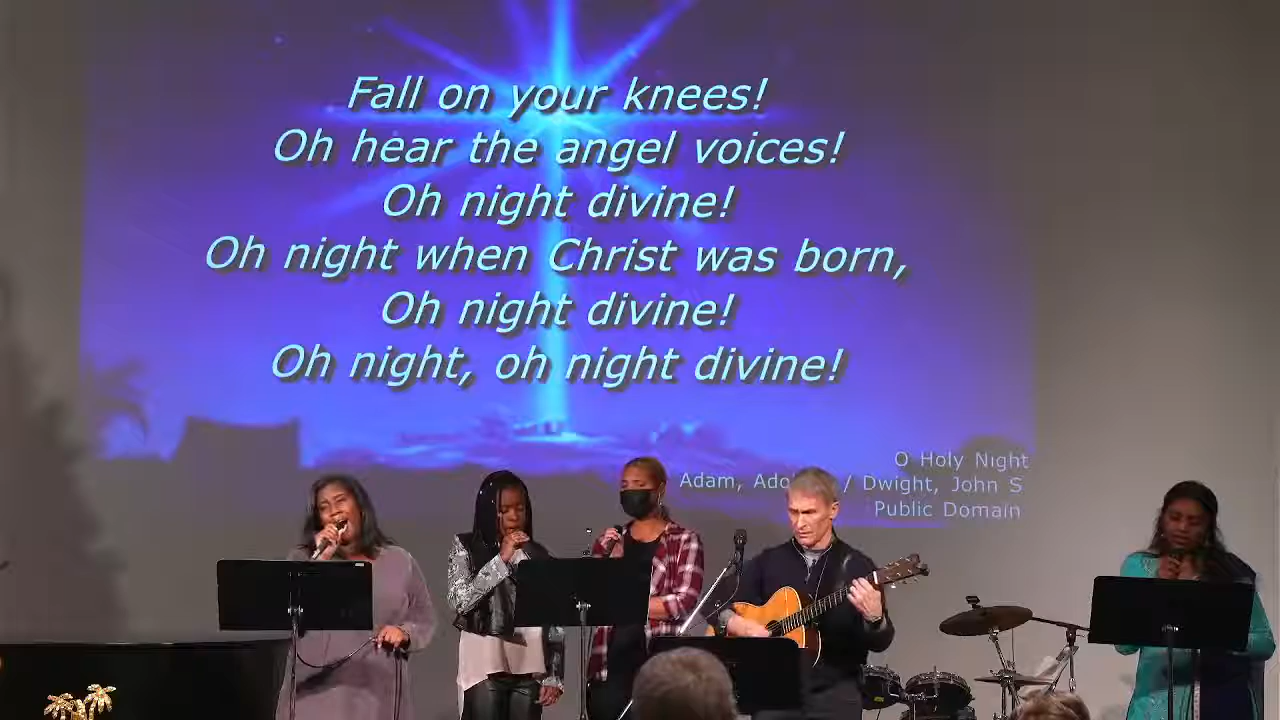 Fall on your knees!
Oh hear the angel voices!
Oh night divine!
Oh night when Christ was born,
Oh night divine!
Oh night, oh night divine!
O Holy Night
Adam, / Dwight, John S
Public Domain